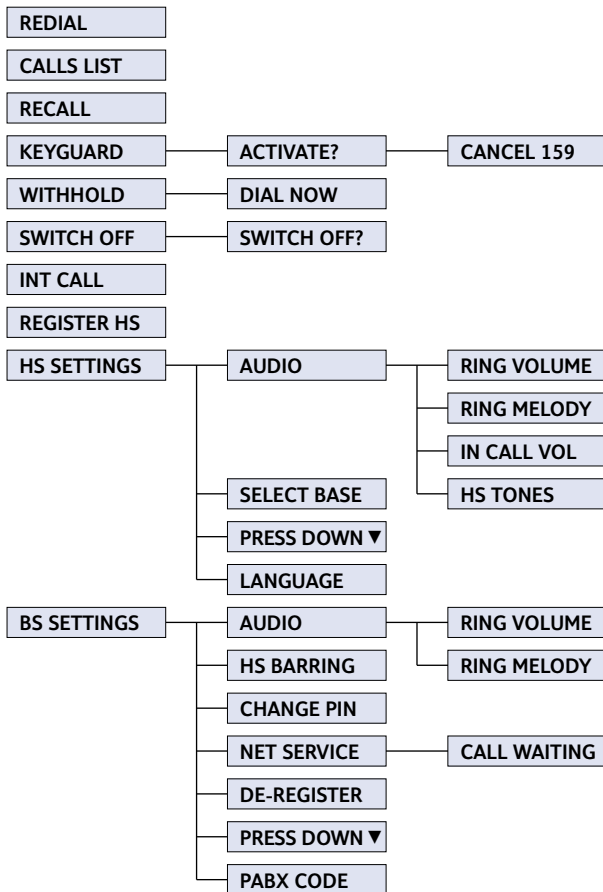 REDIAL
CALLS LIST
RECALL
KEYGUARD ACTIVATE? CANCEL 159
WITHHOLD DIAL NOW
SWITCH OFF SWITCH OFF?
INT CALL
REGISTER HS
HS SETTINGS AUDIO RING VOLUME
RING MELODY
IN CALL VOL
SELECT BASE HS TONES
PRESS DOWN ▼
LANGUAGE
BS SETTINGS AUDIO RING VOLUME
HS BARRING RING MELODY
CHANGE PIN
NET SERVICE CALL WAITING
DE-REGISTER
PRESS DOWN ▼
PABX CODE